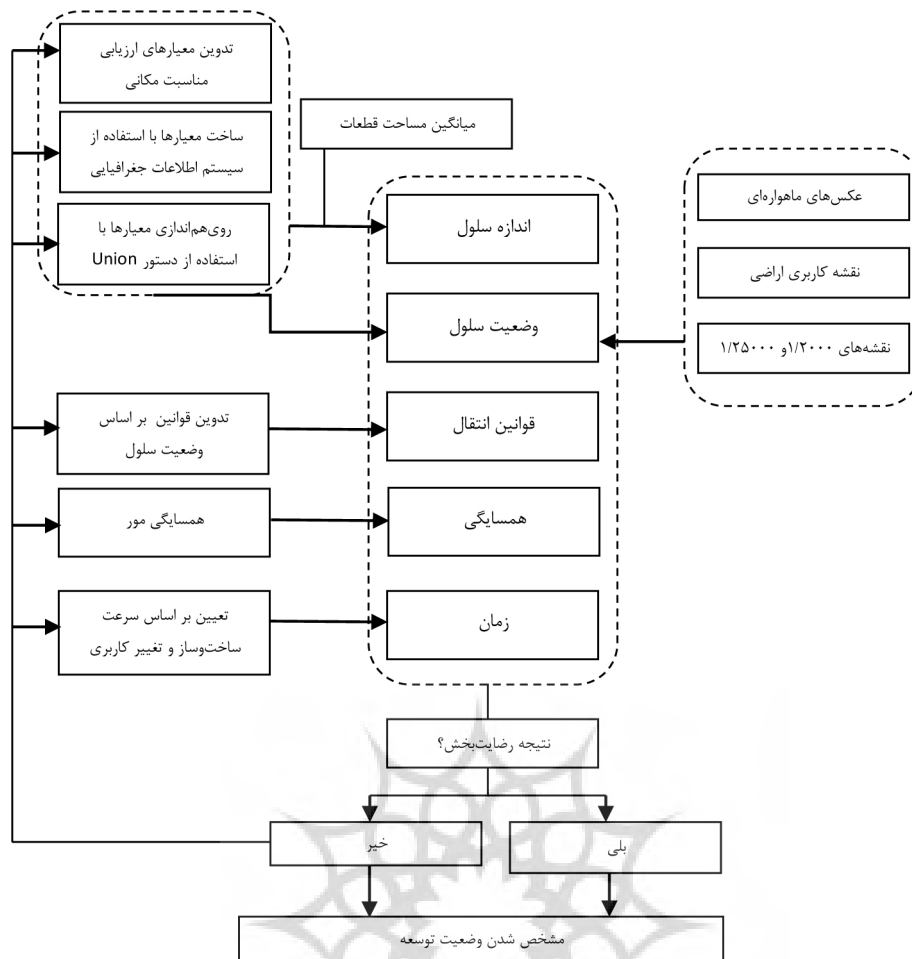 تدوین معیارهای ارزیابی
مناسبت مکانی
ساخت معیارها با استفاده از
سیستم اطلاعات جغرافیایی
روی‌هم‌اندازی معیارها با
استفاده از دستور Union
میانگین مساحت قطعات
اندازه سلول
وضعیت سلول
قوانین انتقال
همسایگی
زمان
عکس‌های ماهواره‌ای
نقشه کاربری اراضی
نقشه‌های ۱/۲۰۰۰ و ۱/۲۵۰۰۰
تدوین قوانین بر اساس
وضعیت سلول
همسایگی مور
تعیین بر اساس سرعت
ساخت‌وساز و تغییر کاربری
نتیجه رضایت‌بخش؟
خیر
بلی
مشخص شدن وضعیت توسعه